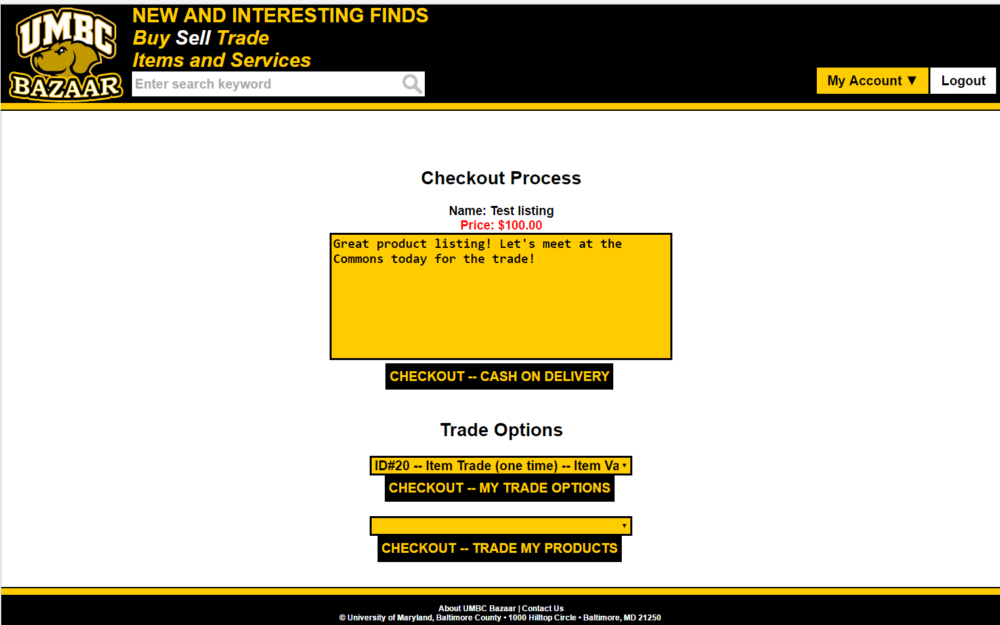 UMBC
BAZAAR
NEW AND INTERESTING FINDS
Buy Sell Trade
Items and Services
Enter search keyword
My Account ▼
Logout
Checkout Process
Name: Test listing
Price: $100.00
Great product listing! Let's meet at the
Commons today for the trade!
CHECKOUT -- CASH ON DELIVERY
Trade Options
ID#20 -- Item Trade (one time) -- Item Va
CHECKOUT -- MY TRADE OPTIONS
CHECKOUT -- TRADE MY PRODUCTS
About UMBC Bazaar | Contact Us
© University of Maryland, Baltimore County • 1000 Hilltop Circle • Baltimore, MD 21250